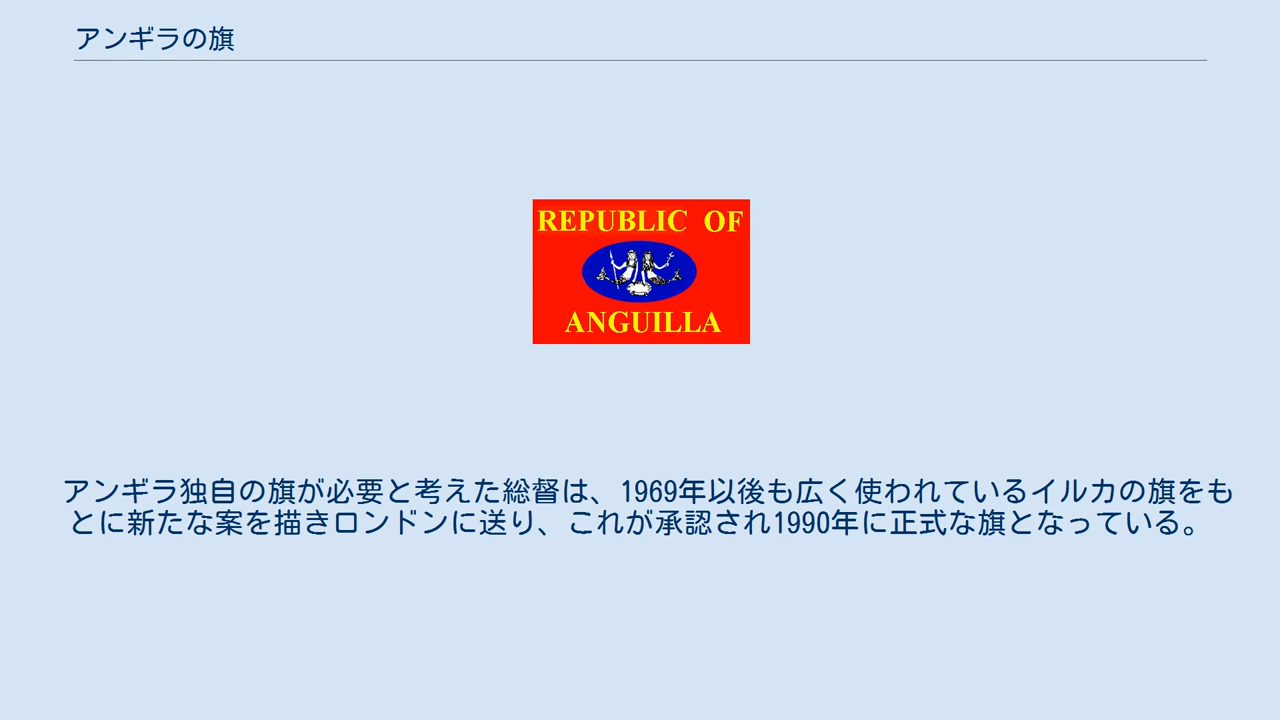 アンギラの旗
REPUBLIC OF
ANGUILLA
アンギラ独自の旗が必要と考えた総督は、1969年以後も広く使われているイルカの旗をも
とに新たな案を描きロンドンに送り、これが承認され1990年に正式な旗となっている。